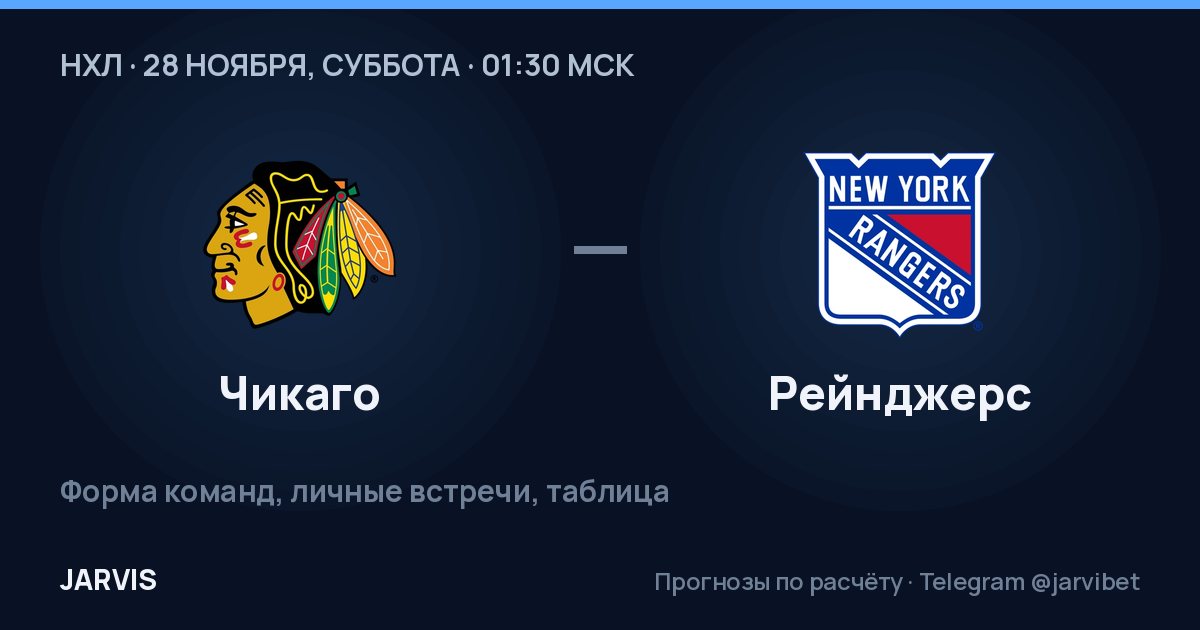 НХЛ · 28 НОЯБРЯ, СУББОТА · 01:30 МСК
NEW YORK
RANGERS
—
Чикаго
Рейнджерс
Форма команд, личные встречи, таблица
JARVIS
Прогнозы по расчёту · Telegram @jarvibet